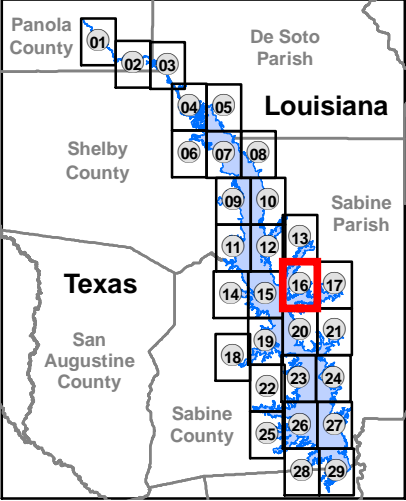 Panola
County
De Soto
Parish
Louisiana
01
02
03
04
05
06
07
08
Shelby
County
09
10
Sabine
Parish
11
12
13
Texas
14
15
16
17
San
Augustine
County
18
19
20
21
22
23
24
Sabine
County
25
26
27
28
29